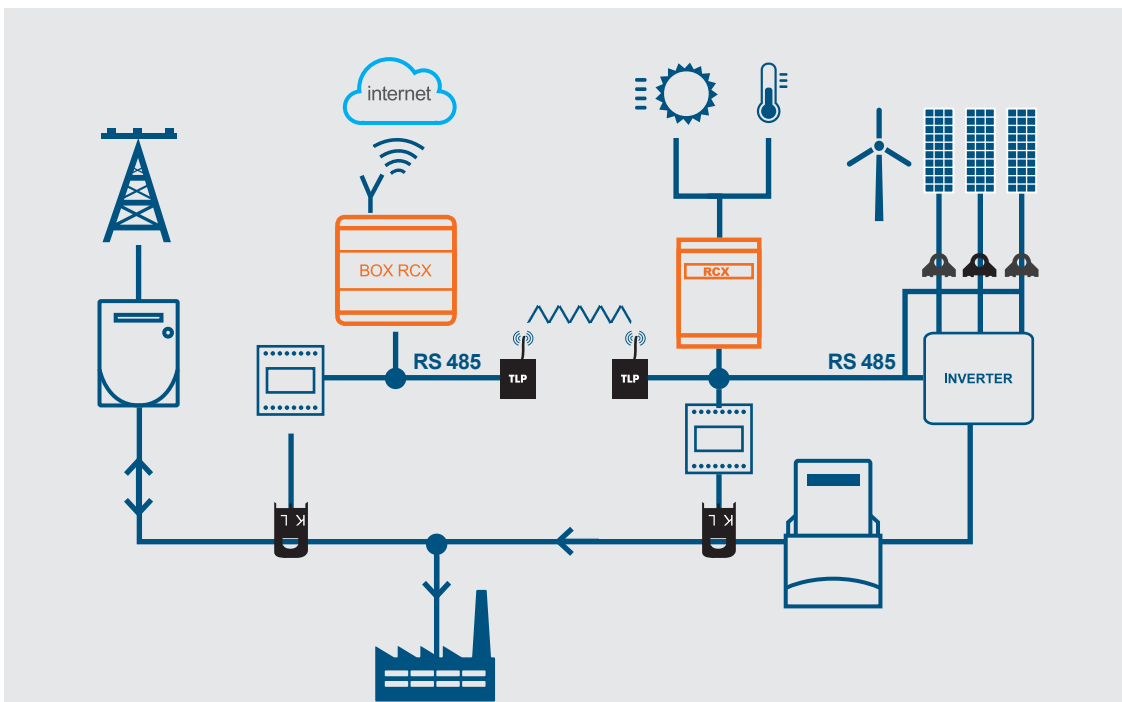 internet
BOX RCX
RCX
RS 485
TLP
TLP
RS 485
INVERTER
K L
K L